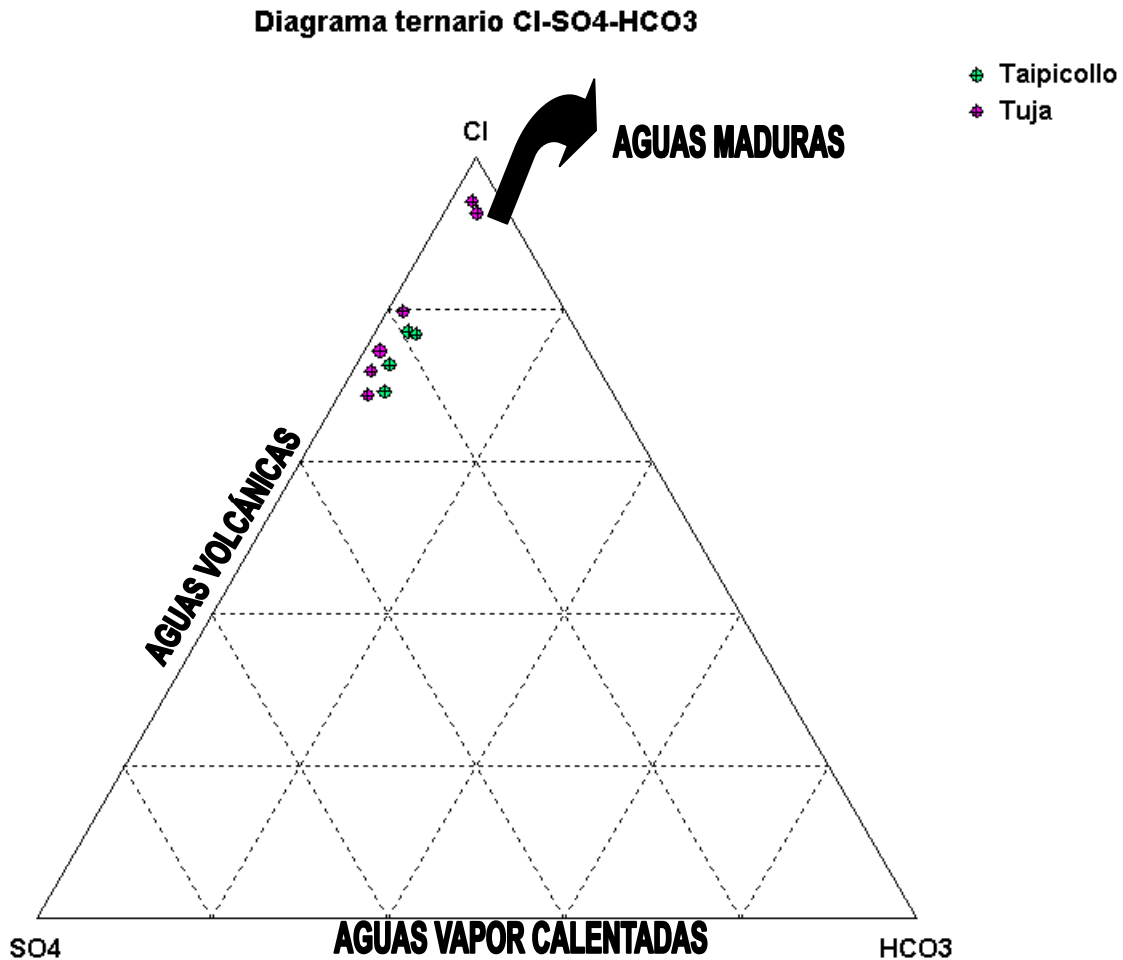 Diagrama ternario Cl-SO4-HCO3
Taipicollo
Tuja
Cl
AGUAS MADURAS
AGUAS VOLCÁNICAS
SO4
AGUAS VAPOR CALENTADAS
HCO3